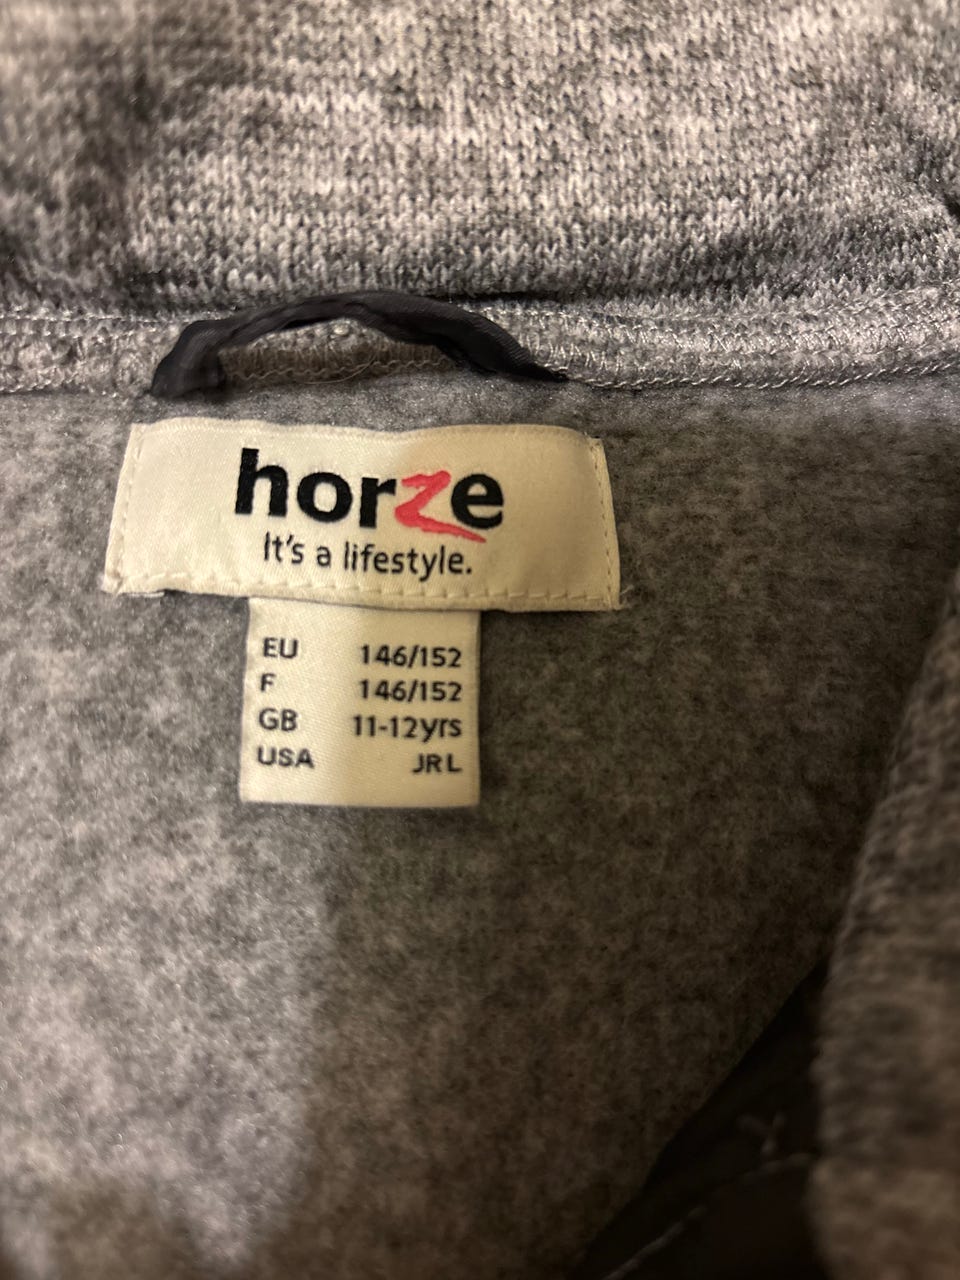 horze
It's a lifestyle.
EU 146/152
F 146/152
GB 11-12yrs
USA JR L